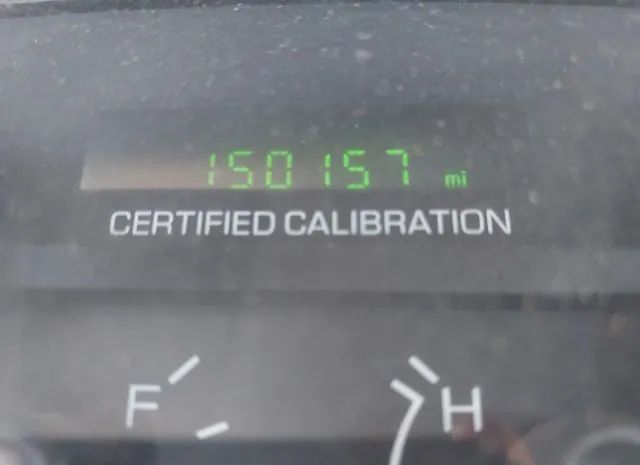 150157 mi
CERTIFIED CALIBRATION
F H